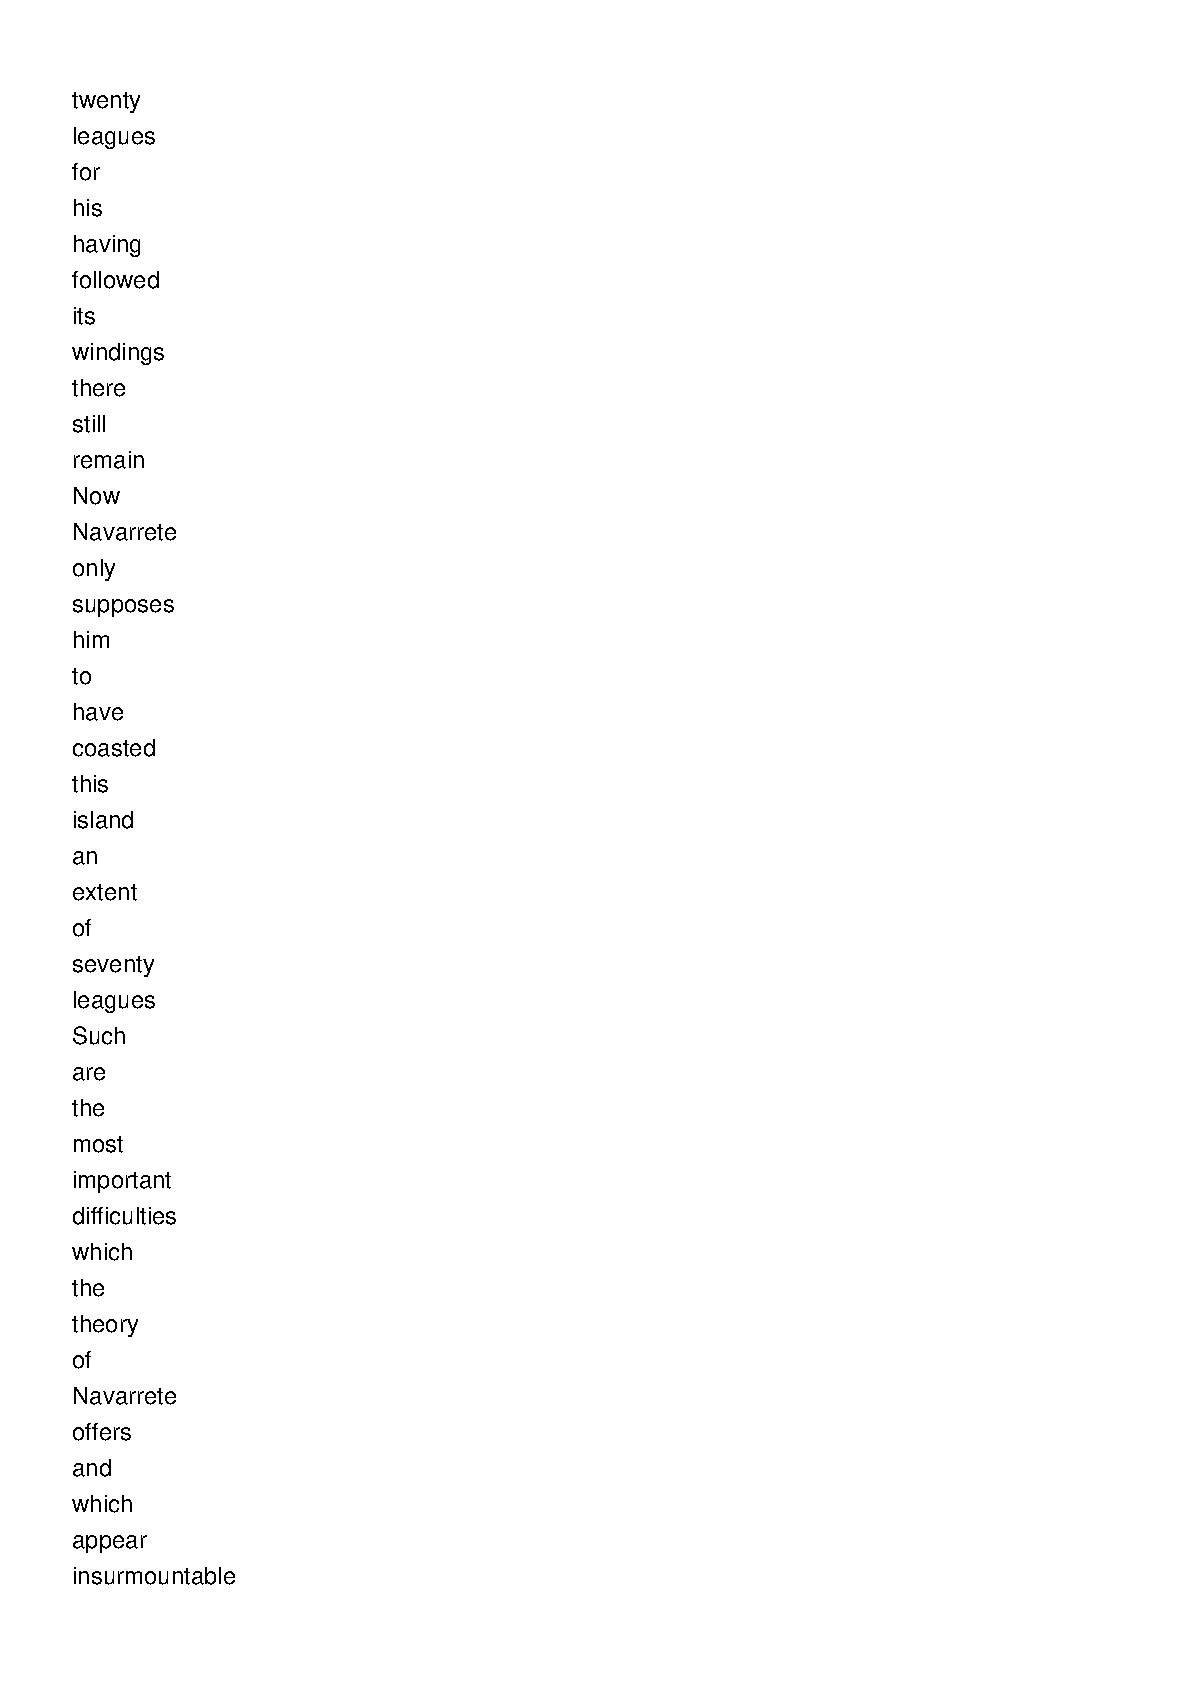 twenty
leagues
for
his
having
followed
its
windings
there
still
remain
Now
Navarrete
only
supposes
him
to
have
coasted
this
island
an
extent
of
seventy
leagues
Such
are
the
most
important
difficulties
which
the
theory
of
Navarrete
offers
and
which
appear
insurmountable